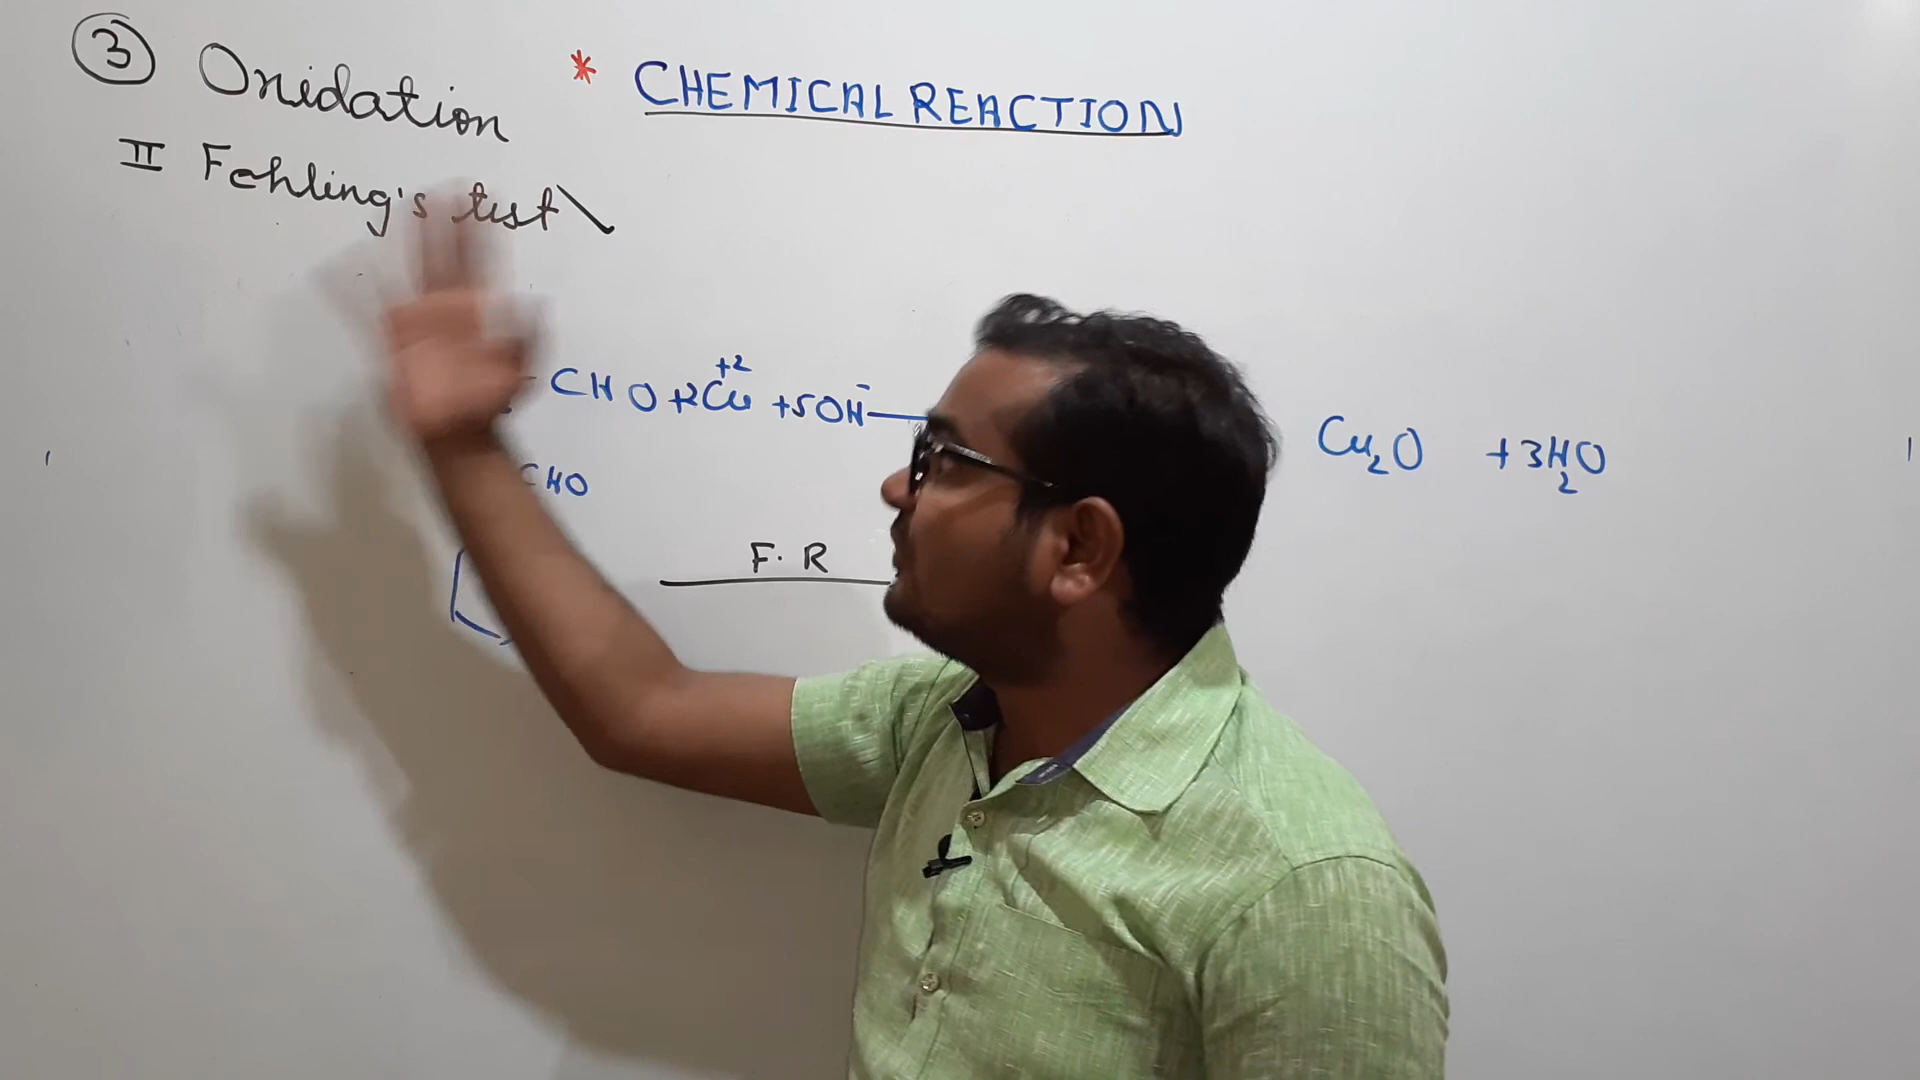 ③ Oxidation
* CHEMICAL REACTION
II Fehling's test \
CHO + 2Cu+2 + 5OH-
Cu2O + 3H2O
CHO
F. R